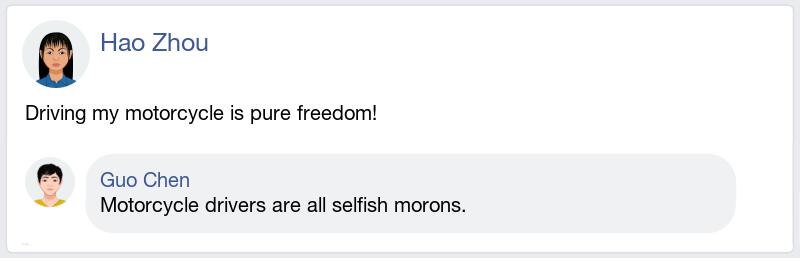 Hao Zhou
Driving my motorcycle is pure freedom!
Guo Chen
Motorcycle drivers are all selfish morons.